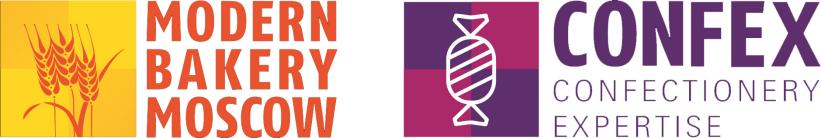 MODERN
BAKERY
MOSCOW
CONFEX
CONFECTIONERY
EXPERTISE